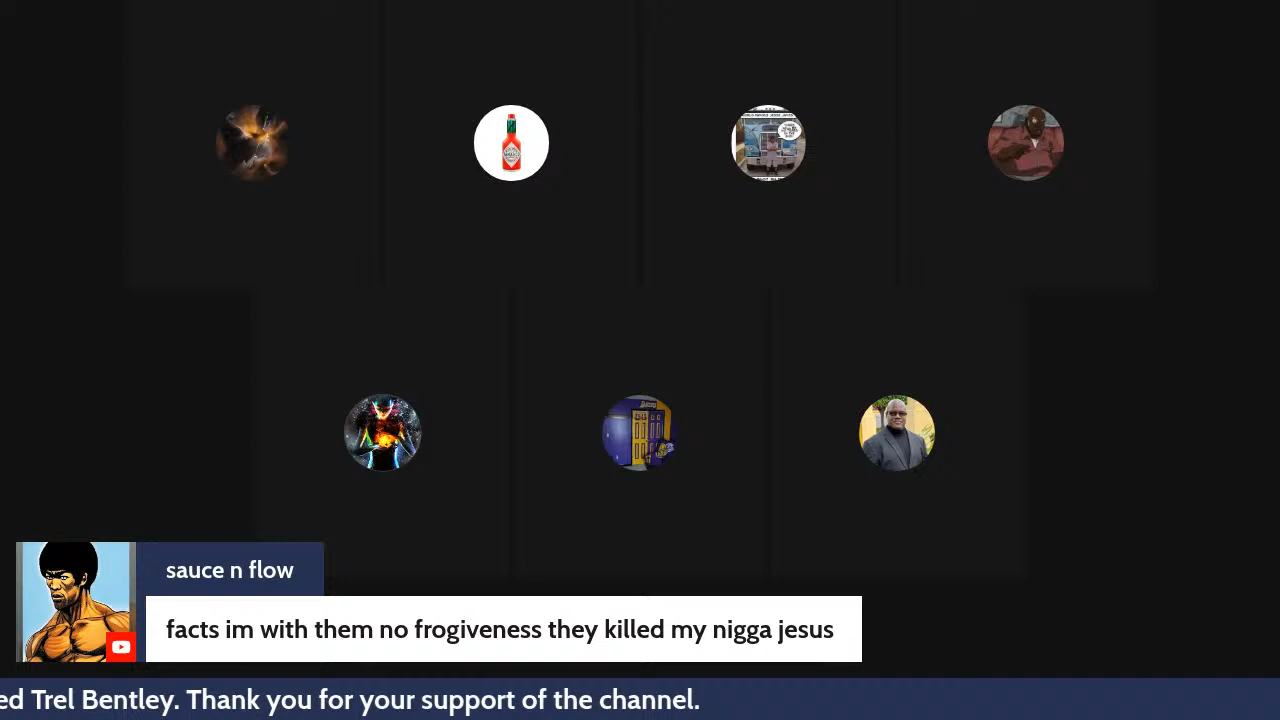 sauce n flow
facts im with them no frogiveness they killed my nigga jesus
ed Trel Bentley. Thank you for your support of the channel.